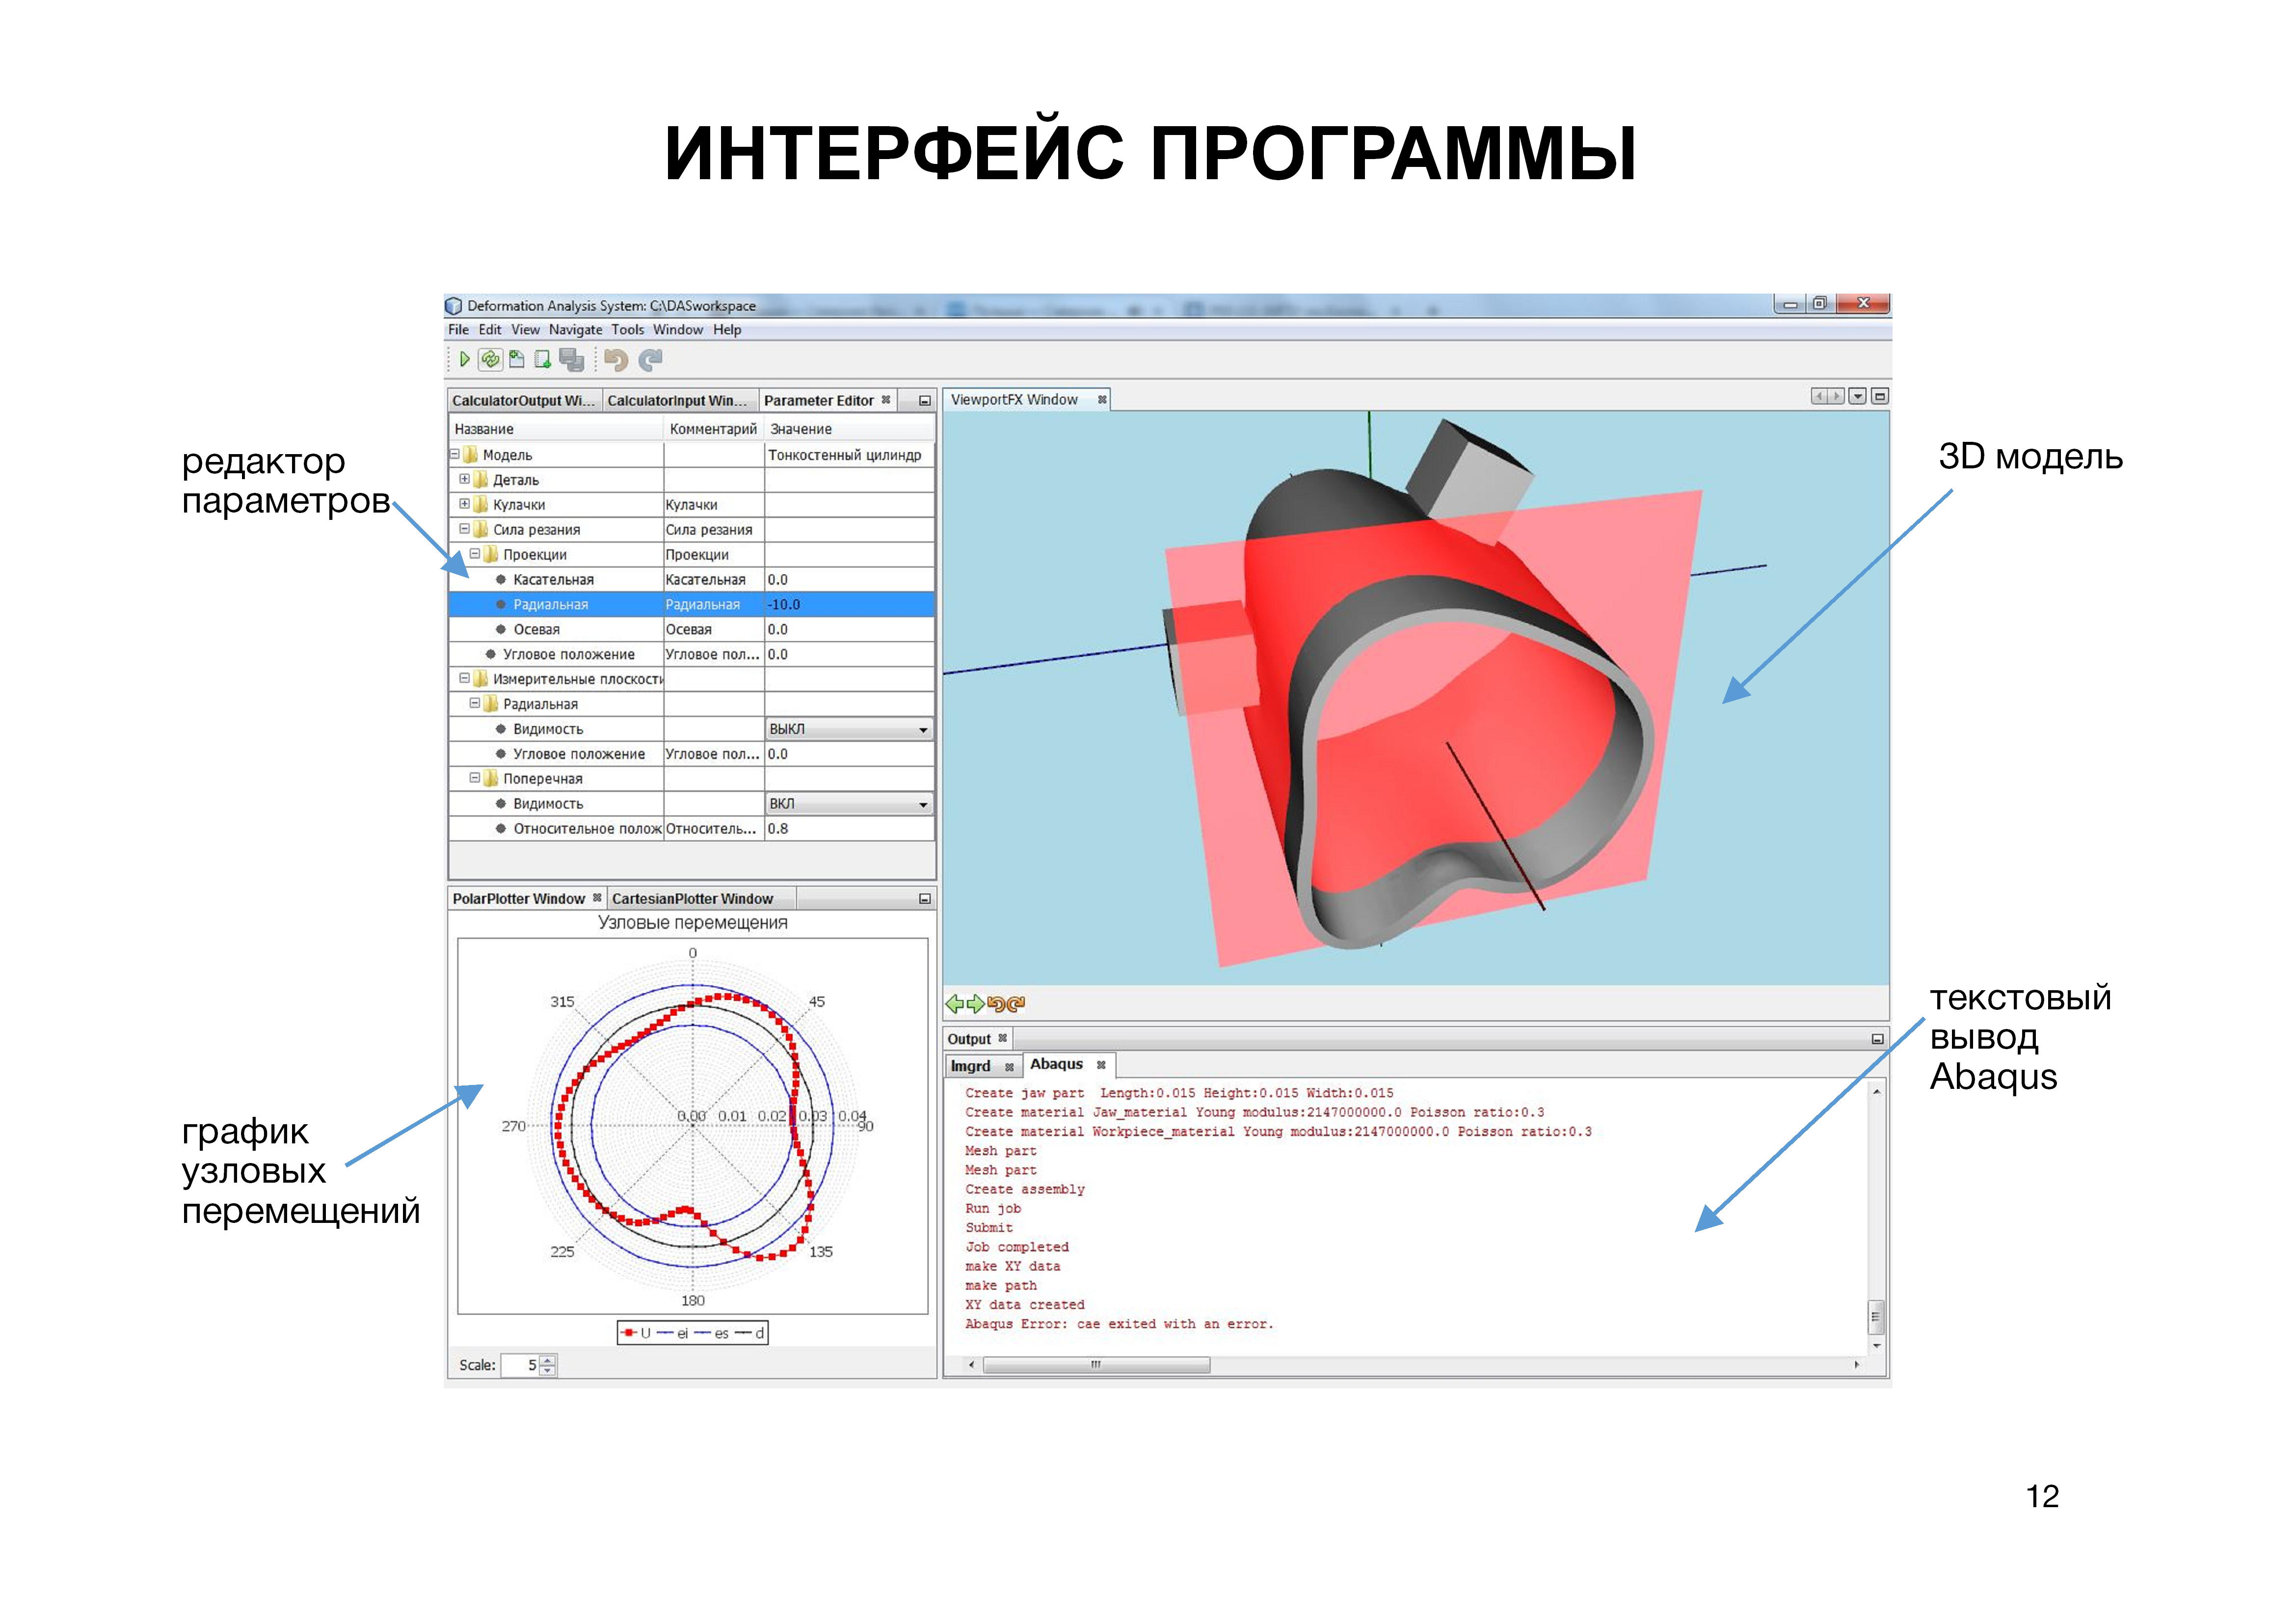 ИНТЕРФЕЙС ПРОГРАММЫ
Deformation Analysis System: C:\DASworkspace
File Edit View Navigate Tools Window Help
CalculatorOutput Wi... CalculatorInput Win... Parameter Editor
Название Комментарий Значение
Модель Тонкостенный цилиндр
Деталь
Кулачки Кулачки
Сила резания Сила резания
Проекции Проекции
Касательная Касательная 0.0
Радиальная Радиальная -10.0
Осевая Осевая 0.0
Угловое положение Угловое пол... 0.0
Измерительные плоскости
Радиальная
Видимость ВЫКЛ
Угловое положение Угловое пол... 0.0
Поперечная
Видимость ВКЛ
Относительное полож Относитель... 0.8
редактор
параметров
ViewportFX Window
3D модель
PolarPlotter Window CartesianPlotter Window
Узловые перемещения
0
315 45
0.00 0.01 0.02 0.03 0.04
270 90
225 135
180
U ei es d
Scale: 5
график
узловых
перемещений
Output
lmgrd Abaqus
Create jaw part Length:0.015 Height:0.015 Width:0.015
Create material Jaw_material Young modulus:2147000000.0 Poisson ratio:0.3
Create material Workpiece_material Young modulus:2147000000.0 Poisson ratio:0.3
Mesh part
Mesh part
Create assembly
Run job
Submit
Job completed
make XY data
make path
XY data created
Abaqus Error: cae exited with an error.
текстовый
вывод
Abaqus
12